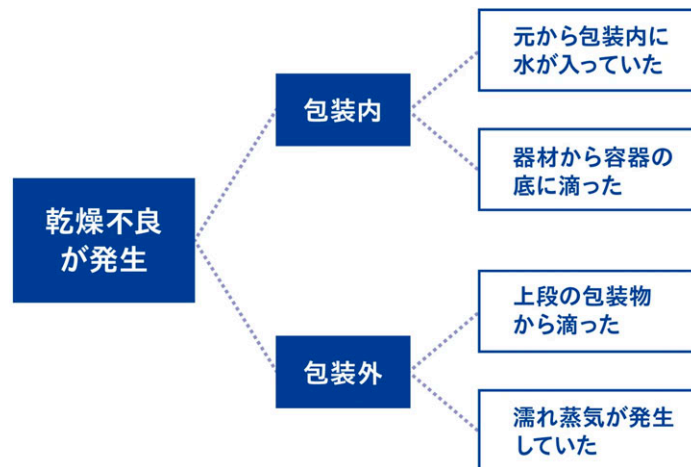 乾燥不良
が発生
包装内
元から包装内に
水が入っていた
器材から容器の
底に滴った
包装外
上段の包装物
から滴った
濡れ蒸気が発生
していた